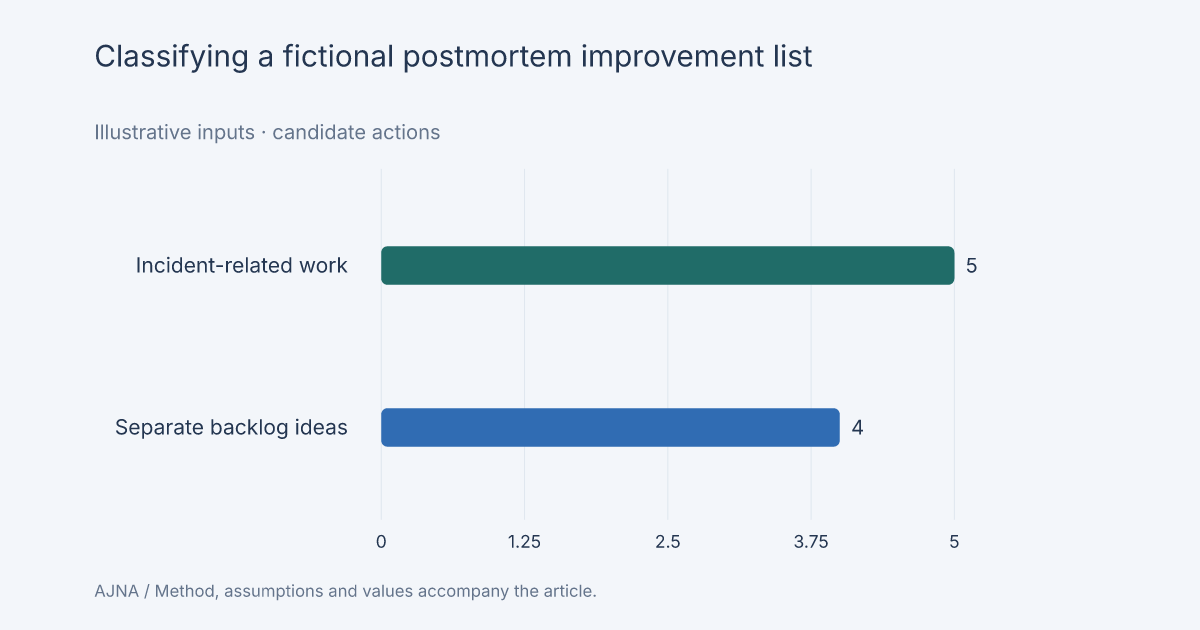 Classifying a fictional postmortem improvement list
Illustrative inputs · candidate actions
Incident-related work
5
Separate backlog ideas
4
0 1.25 2.5 3.75 5
AJNA / Method, assumptions and values accompany the article.